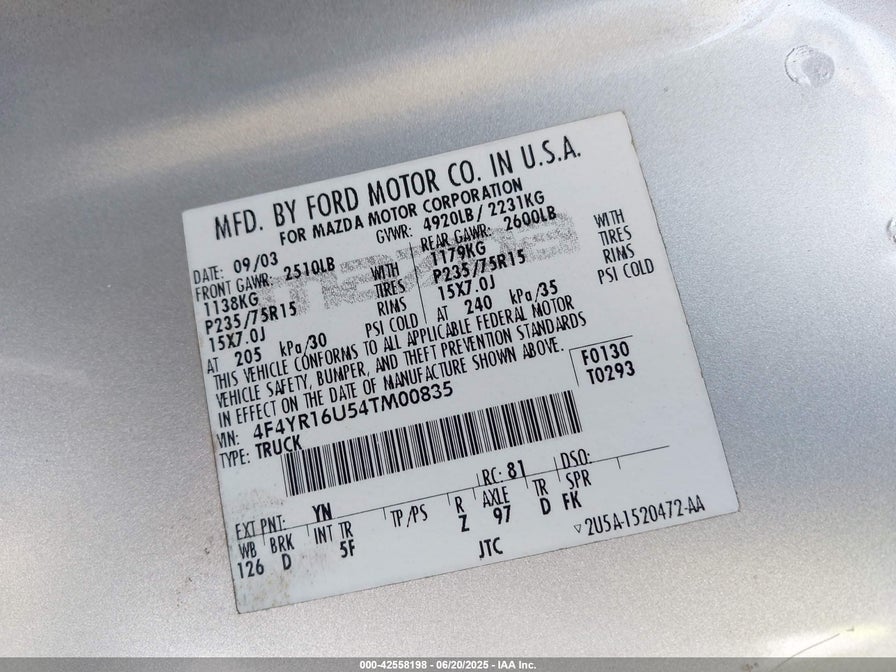 MFD. BY FORD MOTOR CO. IN U.S.A.
FOR MAZDA MOTOR CORPORATION
DATE: 09/03 GVWR: 4920LB/ 2231KG
FRONT GAWR: 2510LB REAR GAWR: 2600LB
1138KG WITH 1179KG WITH
P235/75R15 TIRES P235/75R15 TIRES
15X7.0J RIMS 15X7.0J RIMS
AT 205 kPa/30 PSI COLD AT 240 kPa/35 PSI COLD
THIS VEHICLE CONFORMS TO ALL APPLICABLE FEDERAL MOTOR
VEHICLE SAFETY, BUMPER, AND THEFT PREVENTION STANDARDS
IN EFFECT ON THE DATE OF MANUFACTURE SHOWN ABOVE.
VIN: 4F4YR16U54TM00835 F0130
TYPE: TRUCK T0293
EXT PNT: YN RC: 81 DSO:
WB BRK INT TR TP/PS R AXLE TR SPR
126 D 5F Z 97 D FK
JTC ▽2U5A-1520472-AA
mazda
000-42558198 - 06/20/2025 - IAA Inc.